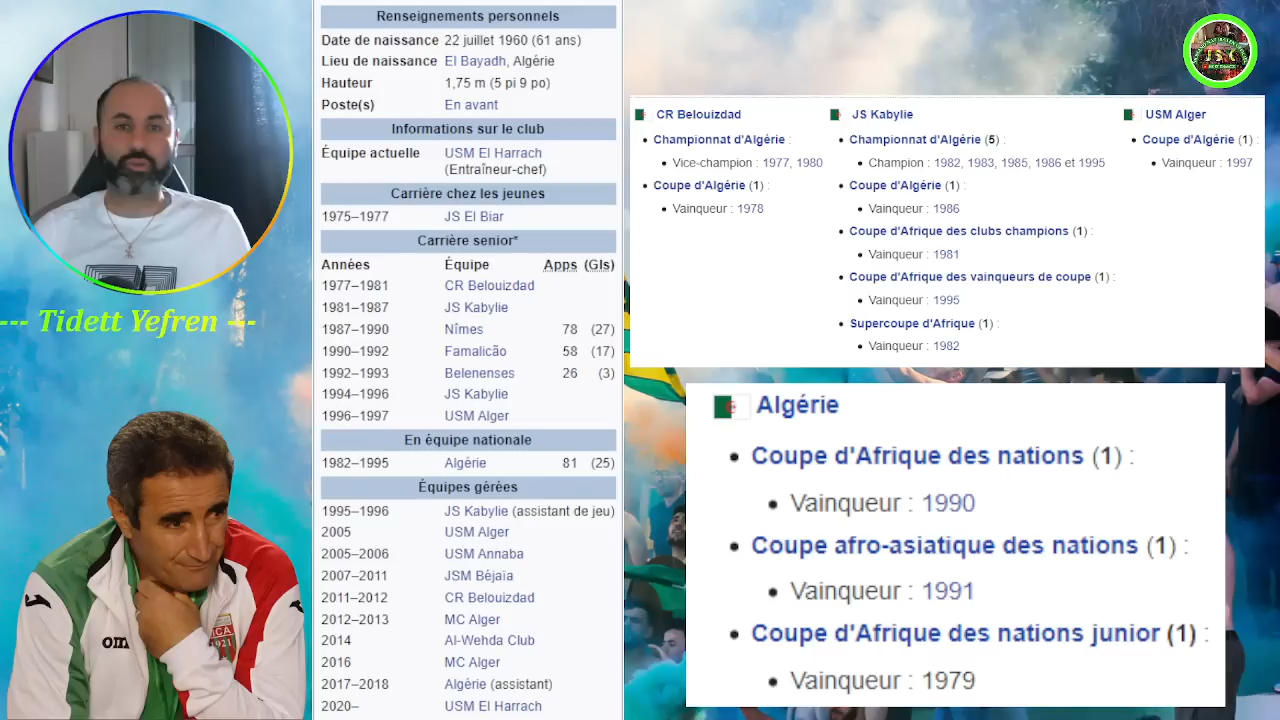 --- Tidett Yefren ---
Renseignements personnels
Date de naissance 22 juillet 1960 (61 ans)
Lieu de naissance El Bayadh, Algérie
Hauteur 1,75 m (5 pi 9 po)
Poste(s) En avant
Informations sur le club
Équipe actuelle USM El Harrach
(Entraîneur-chef)
Carrière chez les jeunes
1975–1977 JS El Biar
Carrière senior*
Années Équipe Apps (Gls)
1977–1981 CR Belouizdad
1981–1987 JS Kabylie
1987–1990 Nîmes 78 (27)
1990–1992 Famalicão 58 (17)
1992–1993 Belenenses 26 (3)
1994–1996 JS Kabylie
1996–1997 USM Alger
En équipe nationale
1982–1995 Algérie 81 (25)
Équipes gérées
1995–1996 JS Kabylie (assistant de jeu)
2005 USM Alger
2005–2006 USM Annaba
2007–2011 JSM Béjaïa
2011–2012 CR Belouizdad
2012–2013 MC Alger
2014 Al-Wehda Club
2016 MC Alger
2017–2018 Algérie (assistant)
2020– USM El Harrach
CR Belouizdad
Championnat d'Algérie :
Vice-champion : 1977, 1980
Coupe d'Algérie (1) :
Vainqueur : 1978
JS Kabylie
Championnat d'Algérie (5) :
Champion : 1982, 1983, 1985, 1986 et 1995
Coupe d'Algérie (1) :
Vainqueur : 1986
Coupe d'Afrique des clubs champions (1) :
Vainqueur : 1981
Coupe d'Afrique des vainqueurs de coupe (1) :
Vainqueur : 1995
Supercoupe d'Afrique (1) :
Vainqueur : 1982
USM Alger
Coupe d'Algérie (1) :
Vainqueur : 1997
Algérie
Coupe d'Afrique des nations (1) :
Vainqueur : 1990
Coupe afro-asiatique des nations (1) :
Vainqueur : 1991
Coupe d'Afrique des nations junior (1) :
Vainqueur : 1979
JSK
MCA
1921